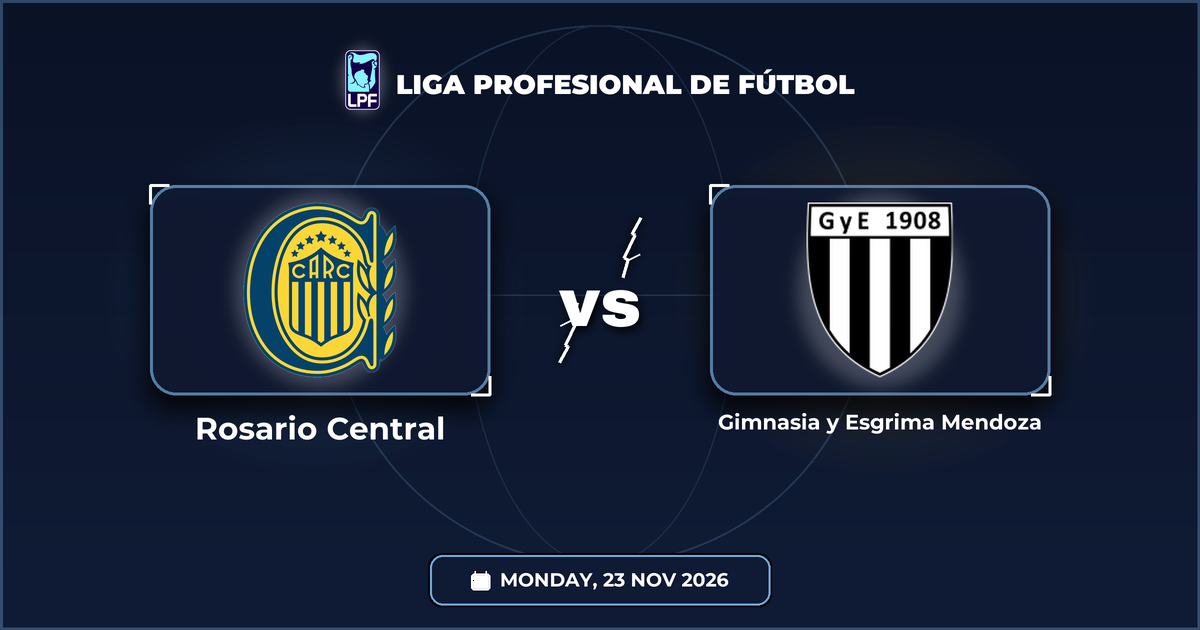 LPF
LIGA PROFESIONAL DE FÚTBOL
CARC
GyE 1908
vs
Rosario Central
Gimnasia y Esgrima Mendoza
MONDAY, 23 NOV 2026